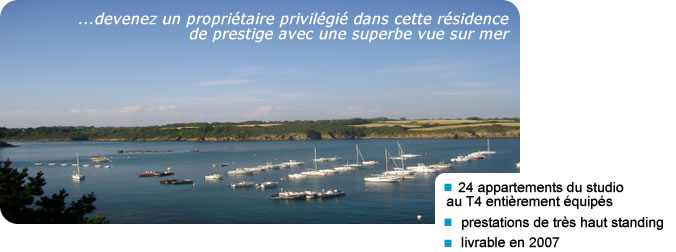 ...devenez un propriétaire privilégié dans cette résidence
de prestige avec une superbe vue sur mer
24 appartements du studio
au T4 entièrement équipés
prestations de très haut standing
livrable en 2007